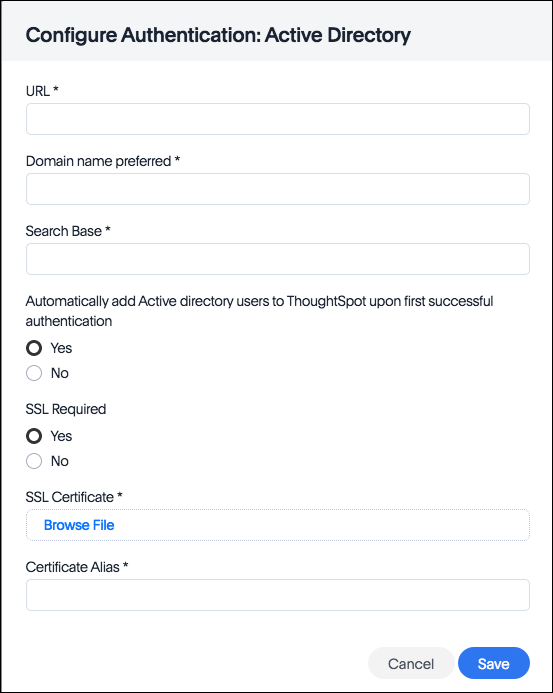 Configure Authentication: Active Directory
URL *
Domain name preferred *
Search Base *
Automatically add Active directory users to ThoughtSpot upon first successful
authentication
Yes
No
SSL Required
Yes
No
SSL Certificate *
Browse File
Certificate Alias *
Cancel Save